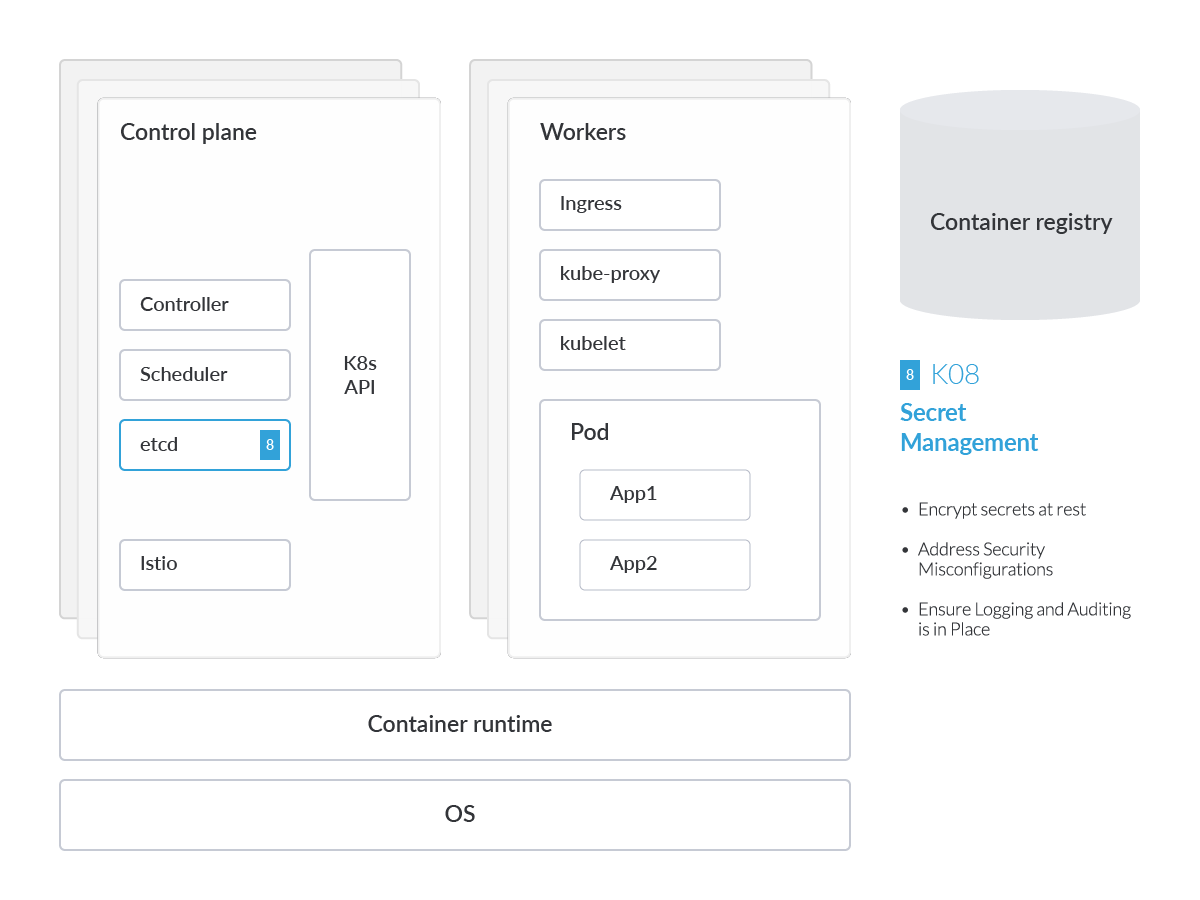 Control plane
Controller
Scheduler
etcd
8
Istio
K8s
API
Workers
Ingress
kube-proxy
kubelet
Pod
App1
App2
Container registry
8 K08
Secret
Management
• Encrypt secrets at rest
• Address Security
Misconfigurations
• Ensure Logging and Auditing
is in Place
Container runtime
OS